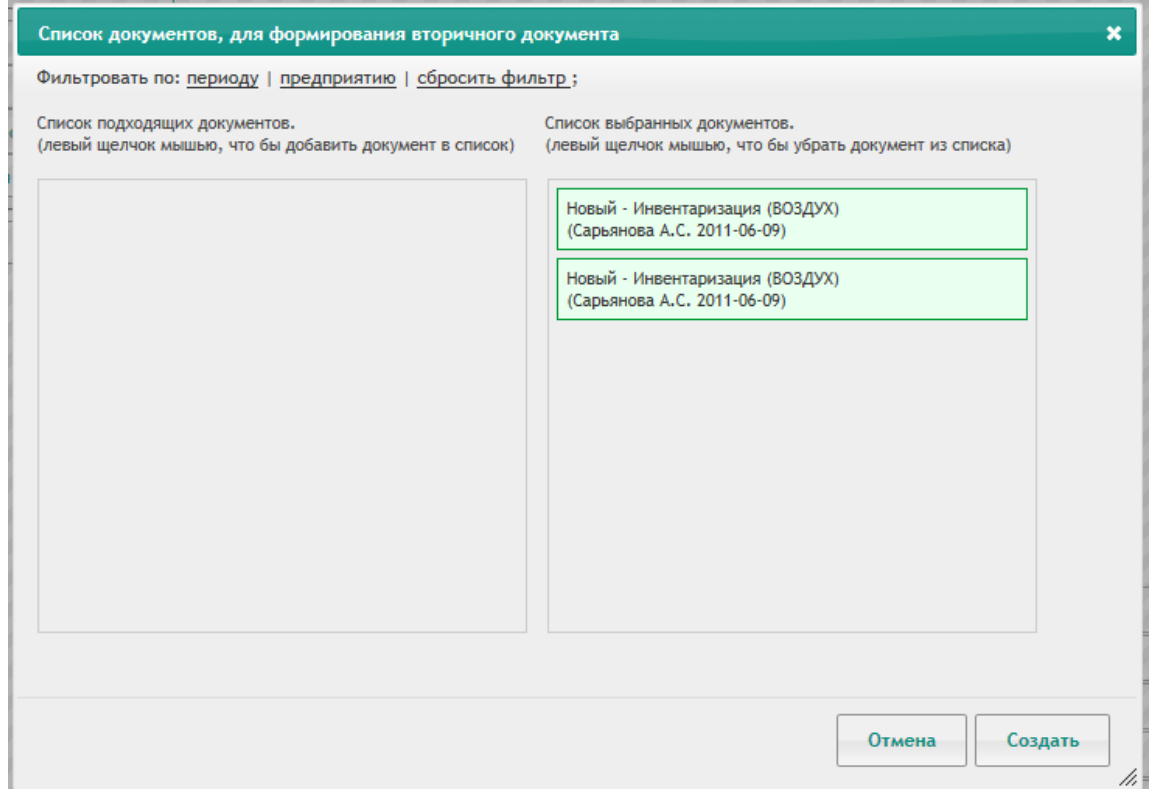 Список документов, для формирования вторичного документа
Фильтровать по: периоду | предприятию | сбросить фильтр ;
Список подходящих документов.
(левый щелчок мышью, что бы добавить документ в список)
Список выбранных документов.
(левый щелчок мышью, что бы убрать документ из списка)
Новый - Инвентаризация (ВОЗДУХ)
(Сарьянова А.С. 2011-06-09)
Новый - Инвентаризация (ВОЗДУХ)
(Сарьянова А.С. 2011-06-09)
Отмена
Создать